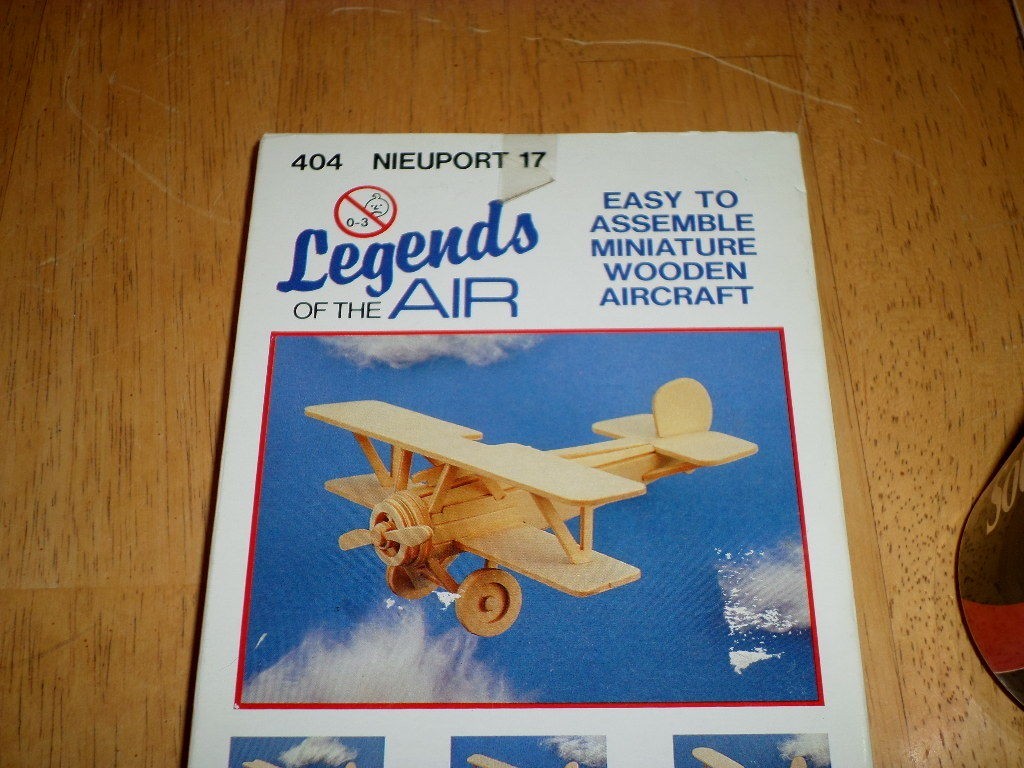 404 NIEUPORT 17
0-3
Legends
OF THE AIR
EASY TO
ASSEMBLE
MINIATURE
WOODEN
AIRCRAFT